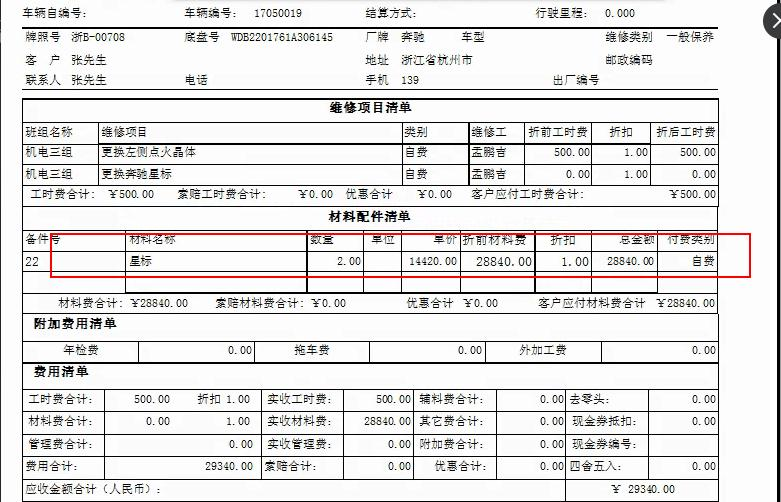 车辆自编号： 车辆编号： 17050019 结算方式： 行驶里程： 0.000
牌照号 浙B-00708 底盘号 WDB2201761A306145 厂牌 奔驰 车型 维修类别 一般保养
客 户 张先生 地址 浙江省杭州市 邮政编码
联系人 张先生 电话 手机 139 出厂编号
维修项目清单
班组名称 维修项目 类别 维修工 折前工时费 折扣 折后工时费
机电三组 更换左侧点火晶体 自费 孟鹏吉 500.00 1.00 500.00
机电三组 更换奔驰星标 自费 孟鹏吉 0.00 1.00 0.00
工时费合计： ￥500.00 索赔工时费合计： ￥0.00 优惠合计 ￥0.00 客户应付工时费合计： ￥500.00
材料配件清单
备件号 材料名称 数量 单位 单价 折前材料费 折扣 总金额 付费类别
22 星标 2.00 14420.00 28840.00 1.00 28840.00 自费
材料费合计：￥28840.00 索赔材料费合计：￥0.00 优惠合计 ￥0.00 客户应付材料费合计 ￥28840.00
附加费用清单
年检费 0.00 拖车费 0.00 外加工费 0.00
费用清单
工时费合计： 500.00 折扣 1.00 实收工时费： 500.00 辅料费合计： 0.00 去零头： 0.00
材料费合计： 0.00 1.00 实收材料费： 28840.00 其它费合计： 0.00 现金券抵扣： 0.00
管理费合计： 0.00 实收管理费： 0.00 附加费合计： 0.00 现金券编号： 0.00
费用合计： 29340.00 索赔合计： 0.00 优惠合计： 0.00 四舍五入： 0.00
应收金额合计（人民币）： ￥ 29340.00